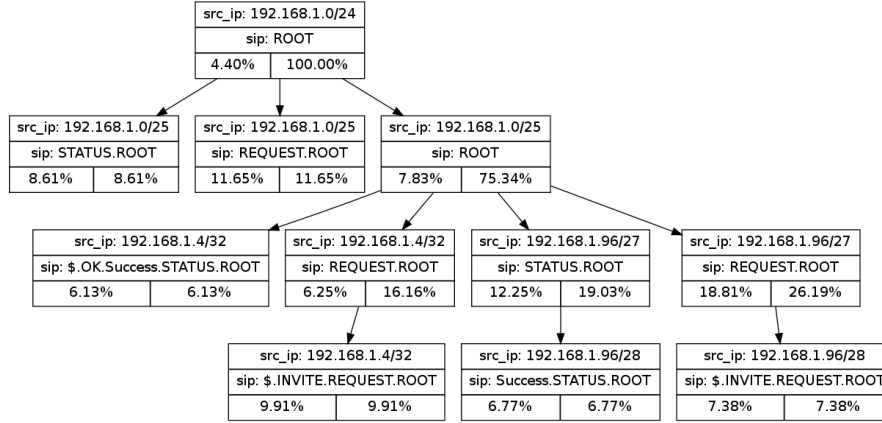 src_ip: 192.168.1.0/24
sip: ROOT
4.40% 100.00%
src_ip: 192.168.1.0/25
sip: STATUS.ROOT
8.61% 8.61%
src_ip: 192.168.1.0/25
sip: REQUEST.ROOT
11.65% 11.65%
src_ip: 192.168.1.0/25
sip: ROOT
7.83% 75.34%
src_ip: 192.168.1.4/32
sip: $.OK.Success.STATUS.ROOT
6.13% 6.13%
src_ip: 192.168.1.4/32
sip: REQUEST.ROOT
6.25% 16.16%
src_ip: 192.168.1.96/27
sip: STATUS.ROOT
12.25% 19.03%
src_ip: 192.168.1.96/27
sip: REQUEST.ROOT
18.81% 26.19%
src_ip: 192.168.1.4/32
sip: $.INVITE.REQUEST.ROOT
9.91% 9.91%
src_ip: 192.168.1.96/28
sip: Success.STATUS.ROOT
6.77% 6.77%
src_ip: 192.168.1.96/28
sip: $.INVITE.REQUEST.ROOT
7.38% 7.38%